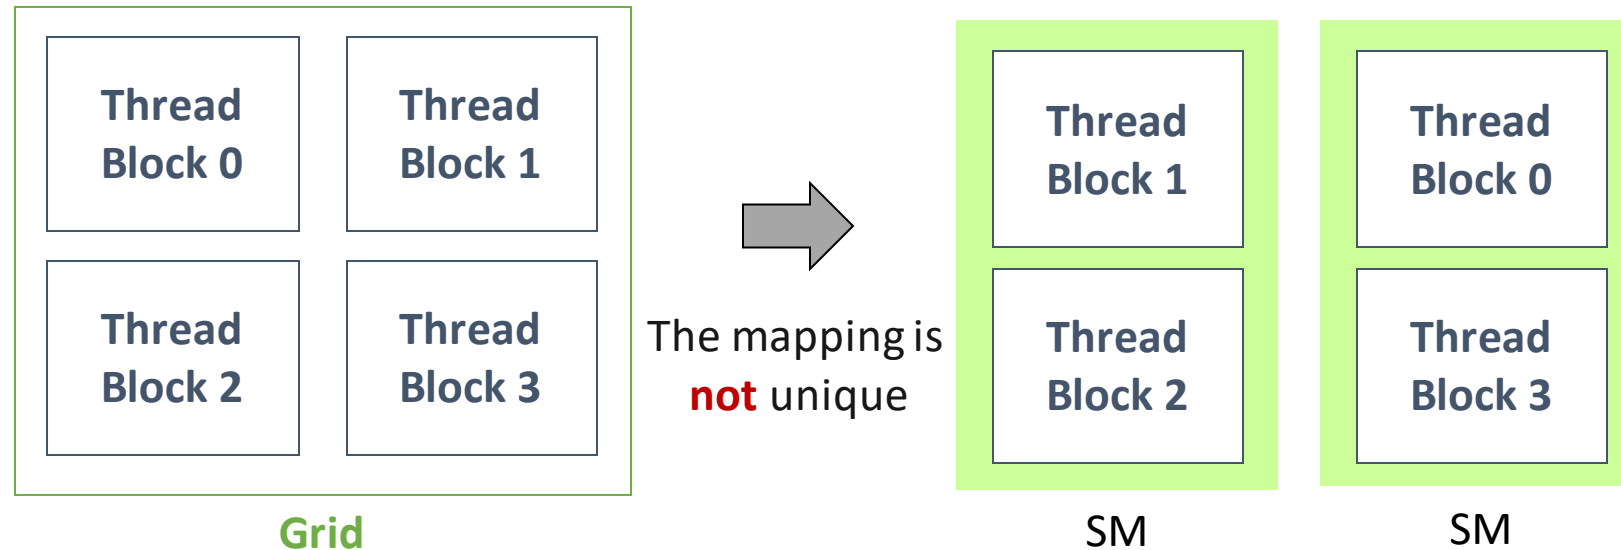 Thread
Block 0
Thread
Block 1
Thread
Block 2
Thread
Block 3
Grid
The mapping is
not unique
Thread
Block 1
Thread
Block 2
SM
Thread
Block 0
Thread
Block 3
SM